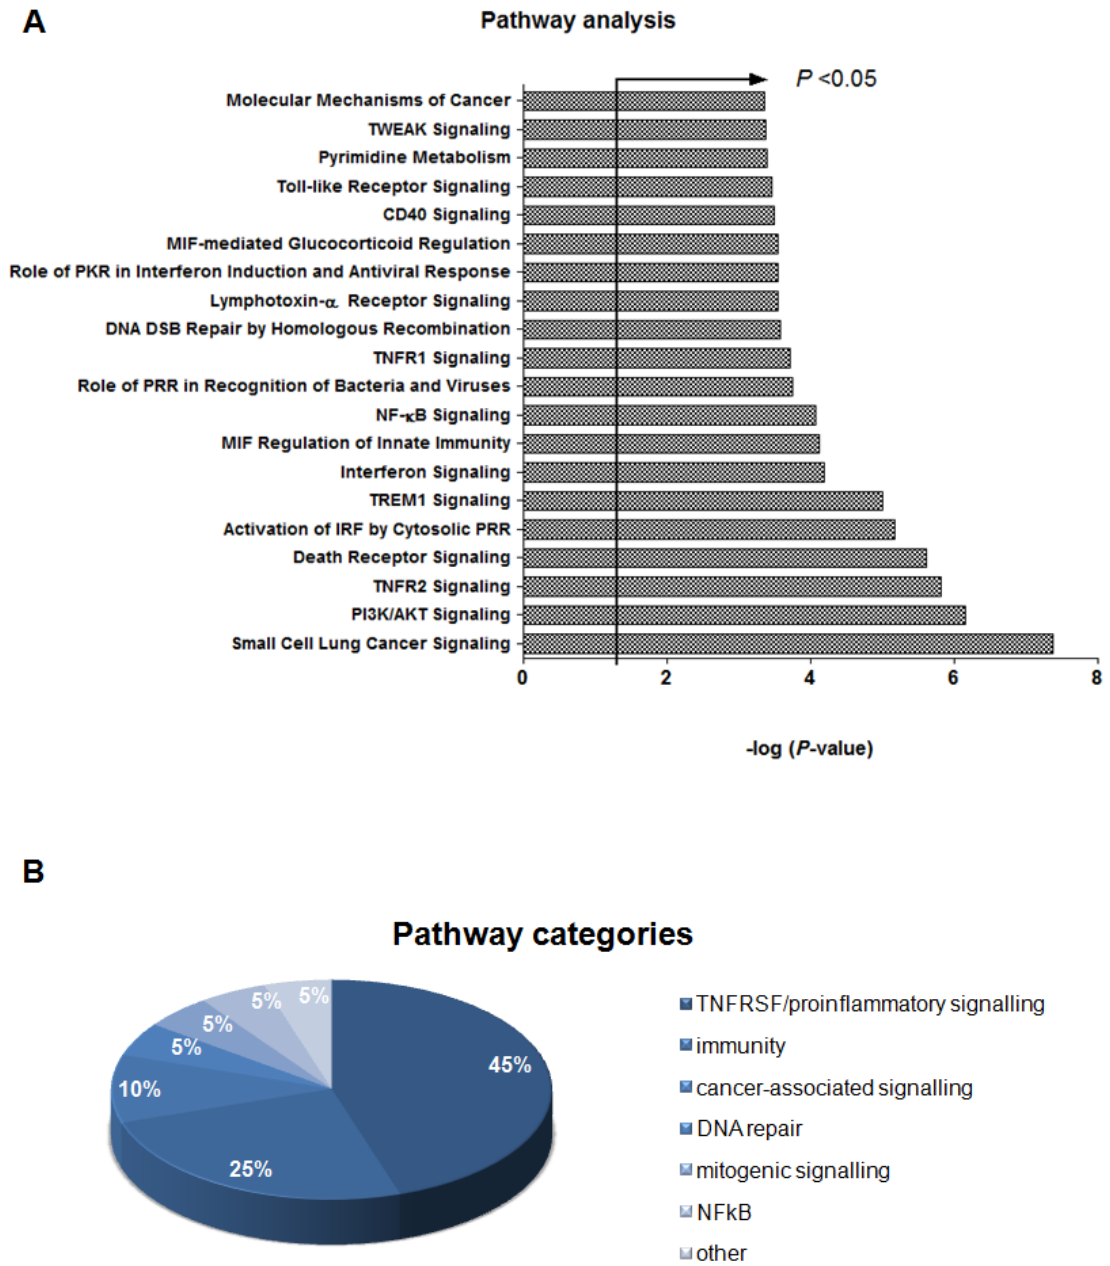 A
Pathway analysis
P <0.05
Molecular Mechanisms of Cancer
TWEAK Signaling
Pyrimidine Metabolism
Toll-like Receptor Signaling
CD40 Signaling
MIF-mediated Glucocorticoid Regulation
Role of PKR in Interferon Induction and Antiviral Response
Lymphotoxin-α Receptor Signaling
DNA DSB Repair by Homologous Recombination
TNFR1 Signaling
Role of PRR in Recognition of Bacteria and Viruses
NF-κB Signaling
MIF Regulation of Innate Immunity
Interferon Signaling
TREM1 Signaling
Activation of IRF by Cytosolic PRR
Death Receptor Signaling
TNFR2 Signaling
PI3K/AKT Signaling
Small Cell Lung Cancer Signaling
0 2 4 6 8
-log (P-value)
B
Pathway categories
5%
5%
5%
5%
10%
25%
45%
TNFRSF/proinflammatory signalling
immunity
cancer-associated signalling
DNA repair
mitogenic signalling
NFkB
other